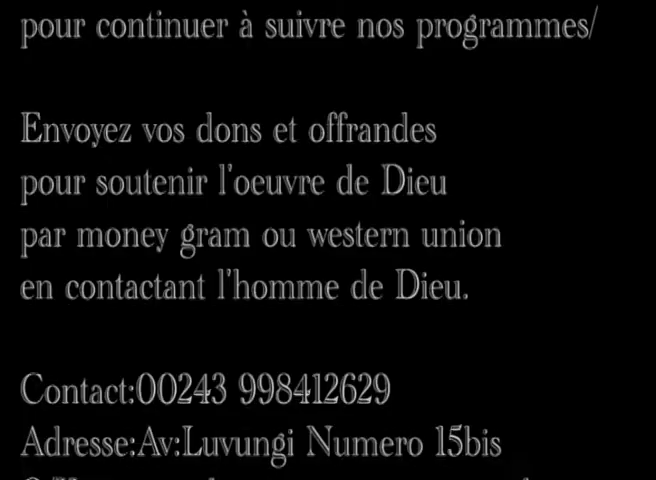 pour continuer à suivre nos programmes/
Envoyez vos dons et offrandes
pour soutenir l'oeuvre de Dieu
par money gram ou western union
en contactant l'homme de Dieu.
Contact:00243 998412629
Adresse:Av:Luvungi Numero 15bis